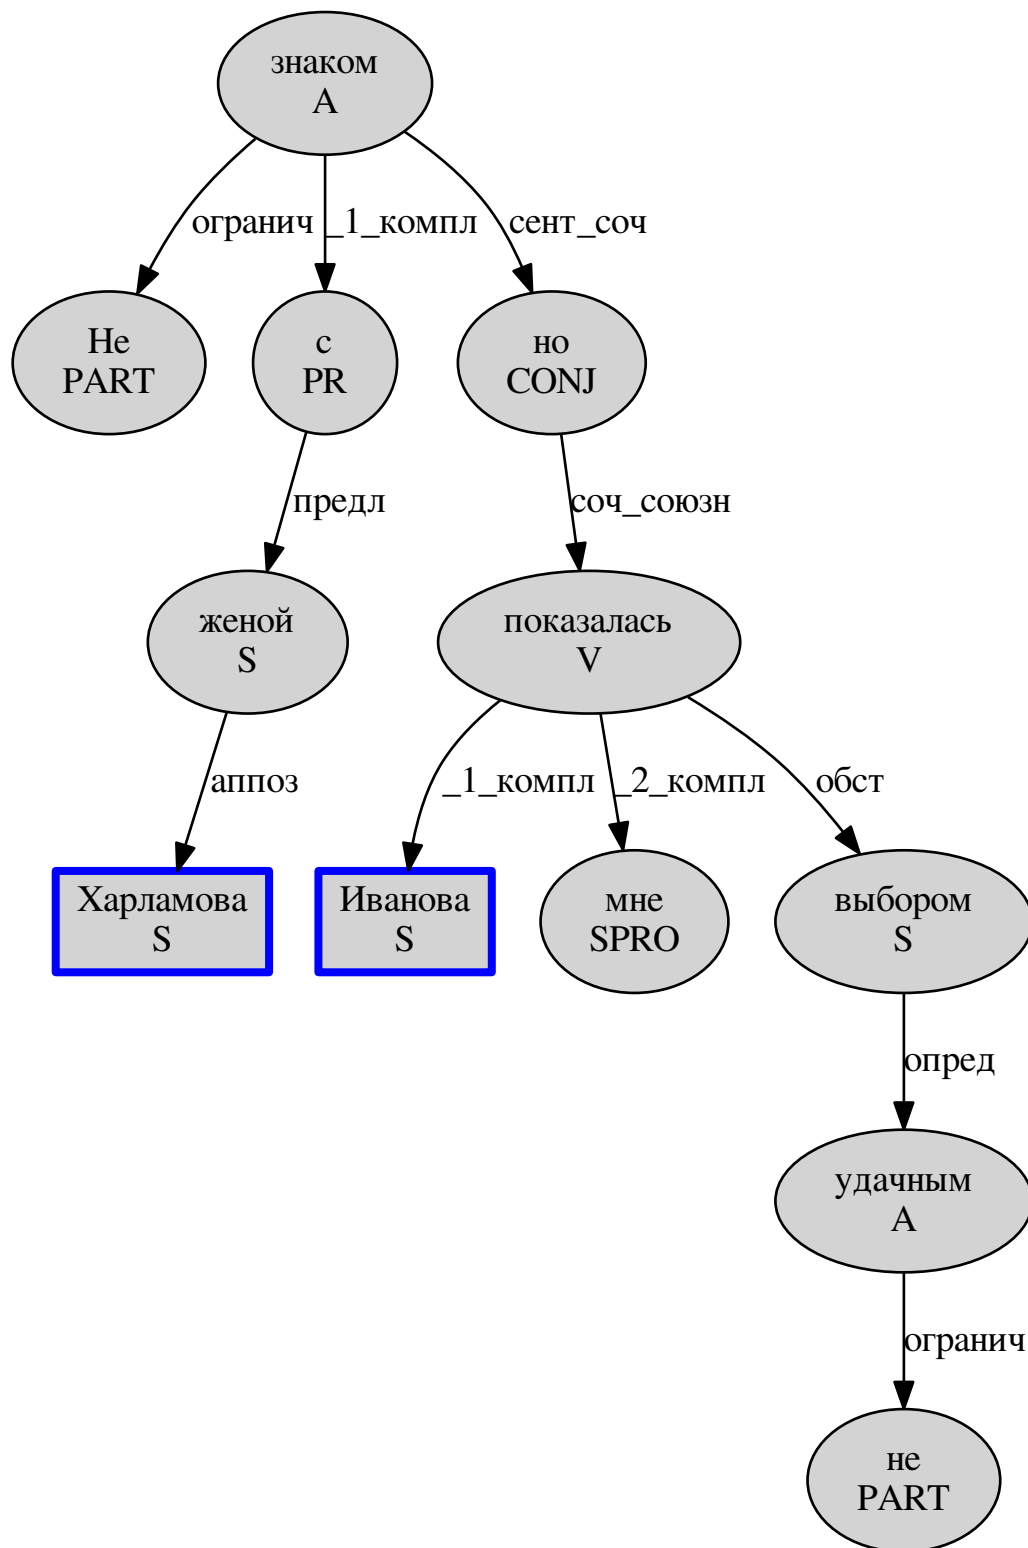 знаком
A
огранич
_1_компл
сент_соч
Не
PART
с
PR
но
CONJ
предл
соч_союзн
женой
S
показалась
V
аппоз
_1_компл
_2_компл
обст
Харламова
S
Иванова
S
мне
SPRO
выбором
S
опред
удачным
A
огранич
не
PART